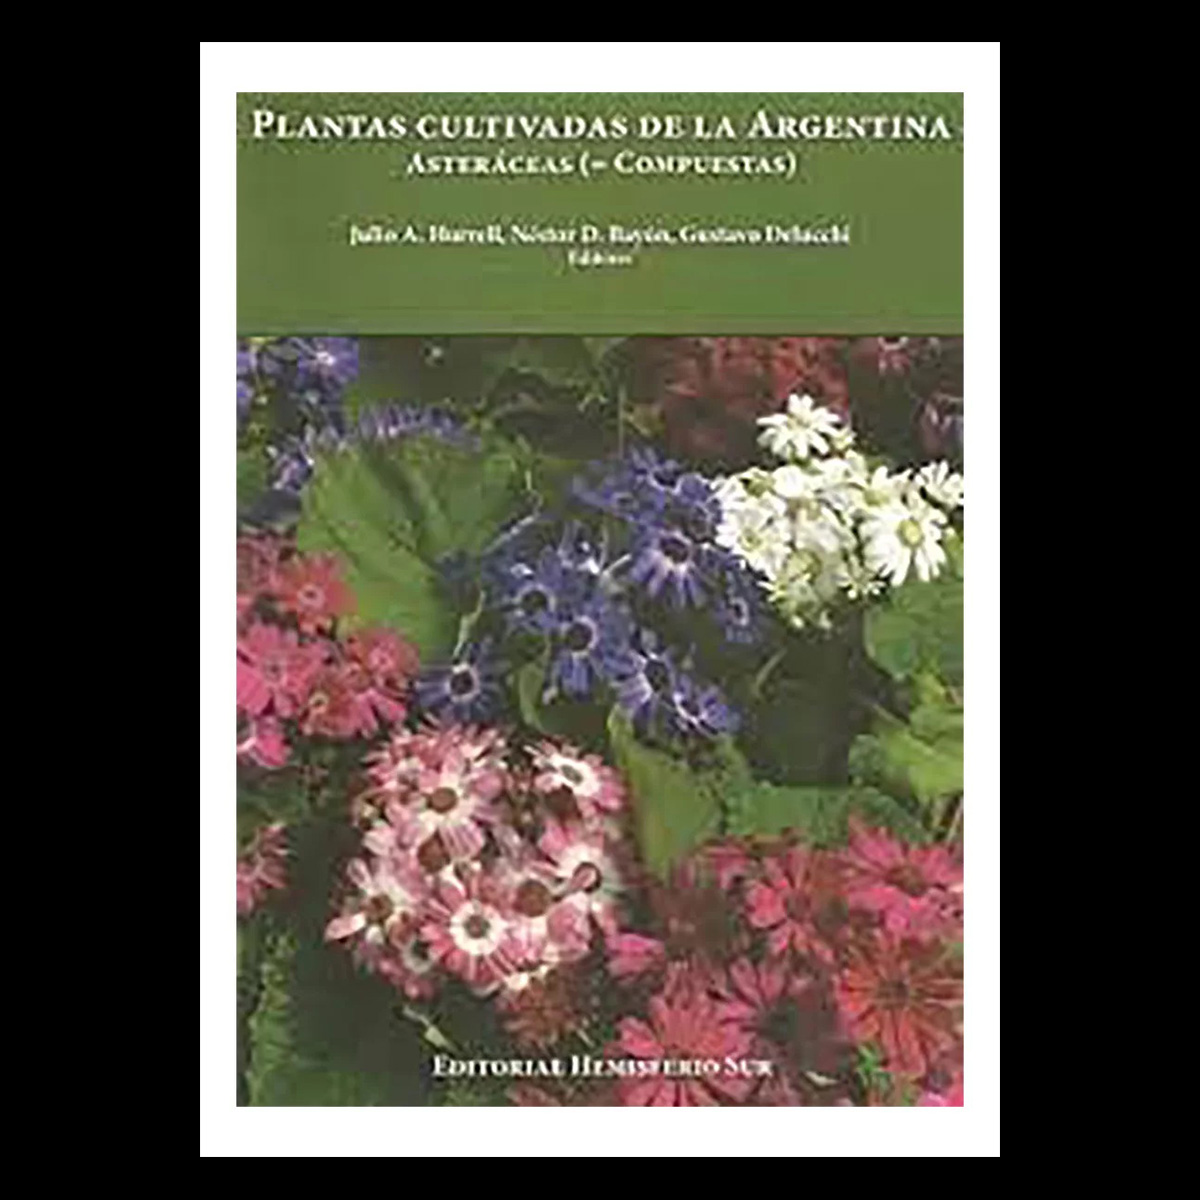 PLANTAS CULTIVADAS DE LA ARGENTINA
ASTERÁCEAS (= COMPUESTAS)
Julio A. Hurrell, Néstor D. Bayón, Gustavo Delucchi
Editores
EDITORIAL HEMISFERIO SUR